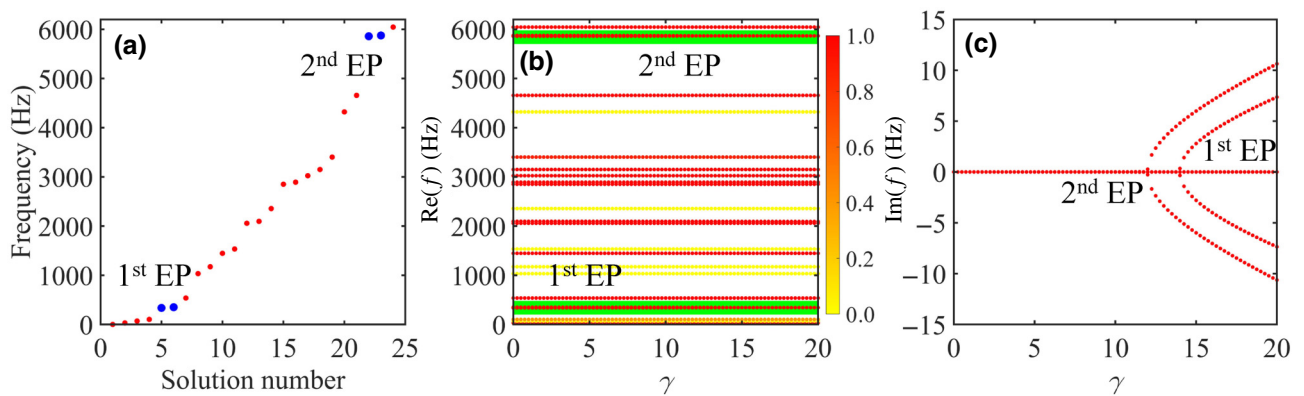 (a)
2nd EP
1st EP
Frequency (Hz)
6000
5000
4000
3000
2000
1000
0
0 5 10 15 20 25
Solution number
(b)
2nd EP
1st EP
Re(f) (Hz)
6000
5000
4000
3000
2000
1000
0
0 5 10 15 20
γ
1.0
0.8
0.6
0.4
0.2
0.0
(c)
1st EP
2nd EP
Im(f) (Hz)
15
10
5
0
−5
−10
−15
0 5 10 15 20
γ